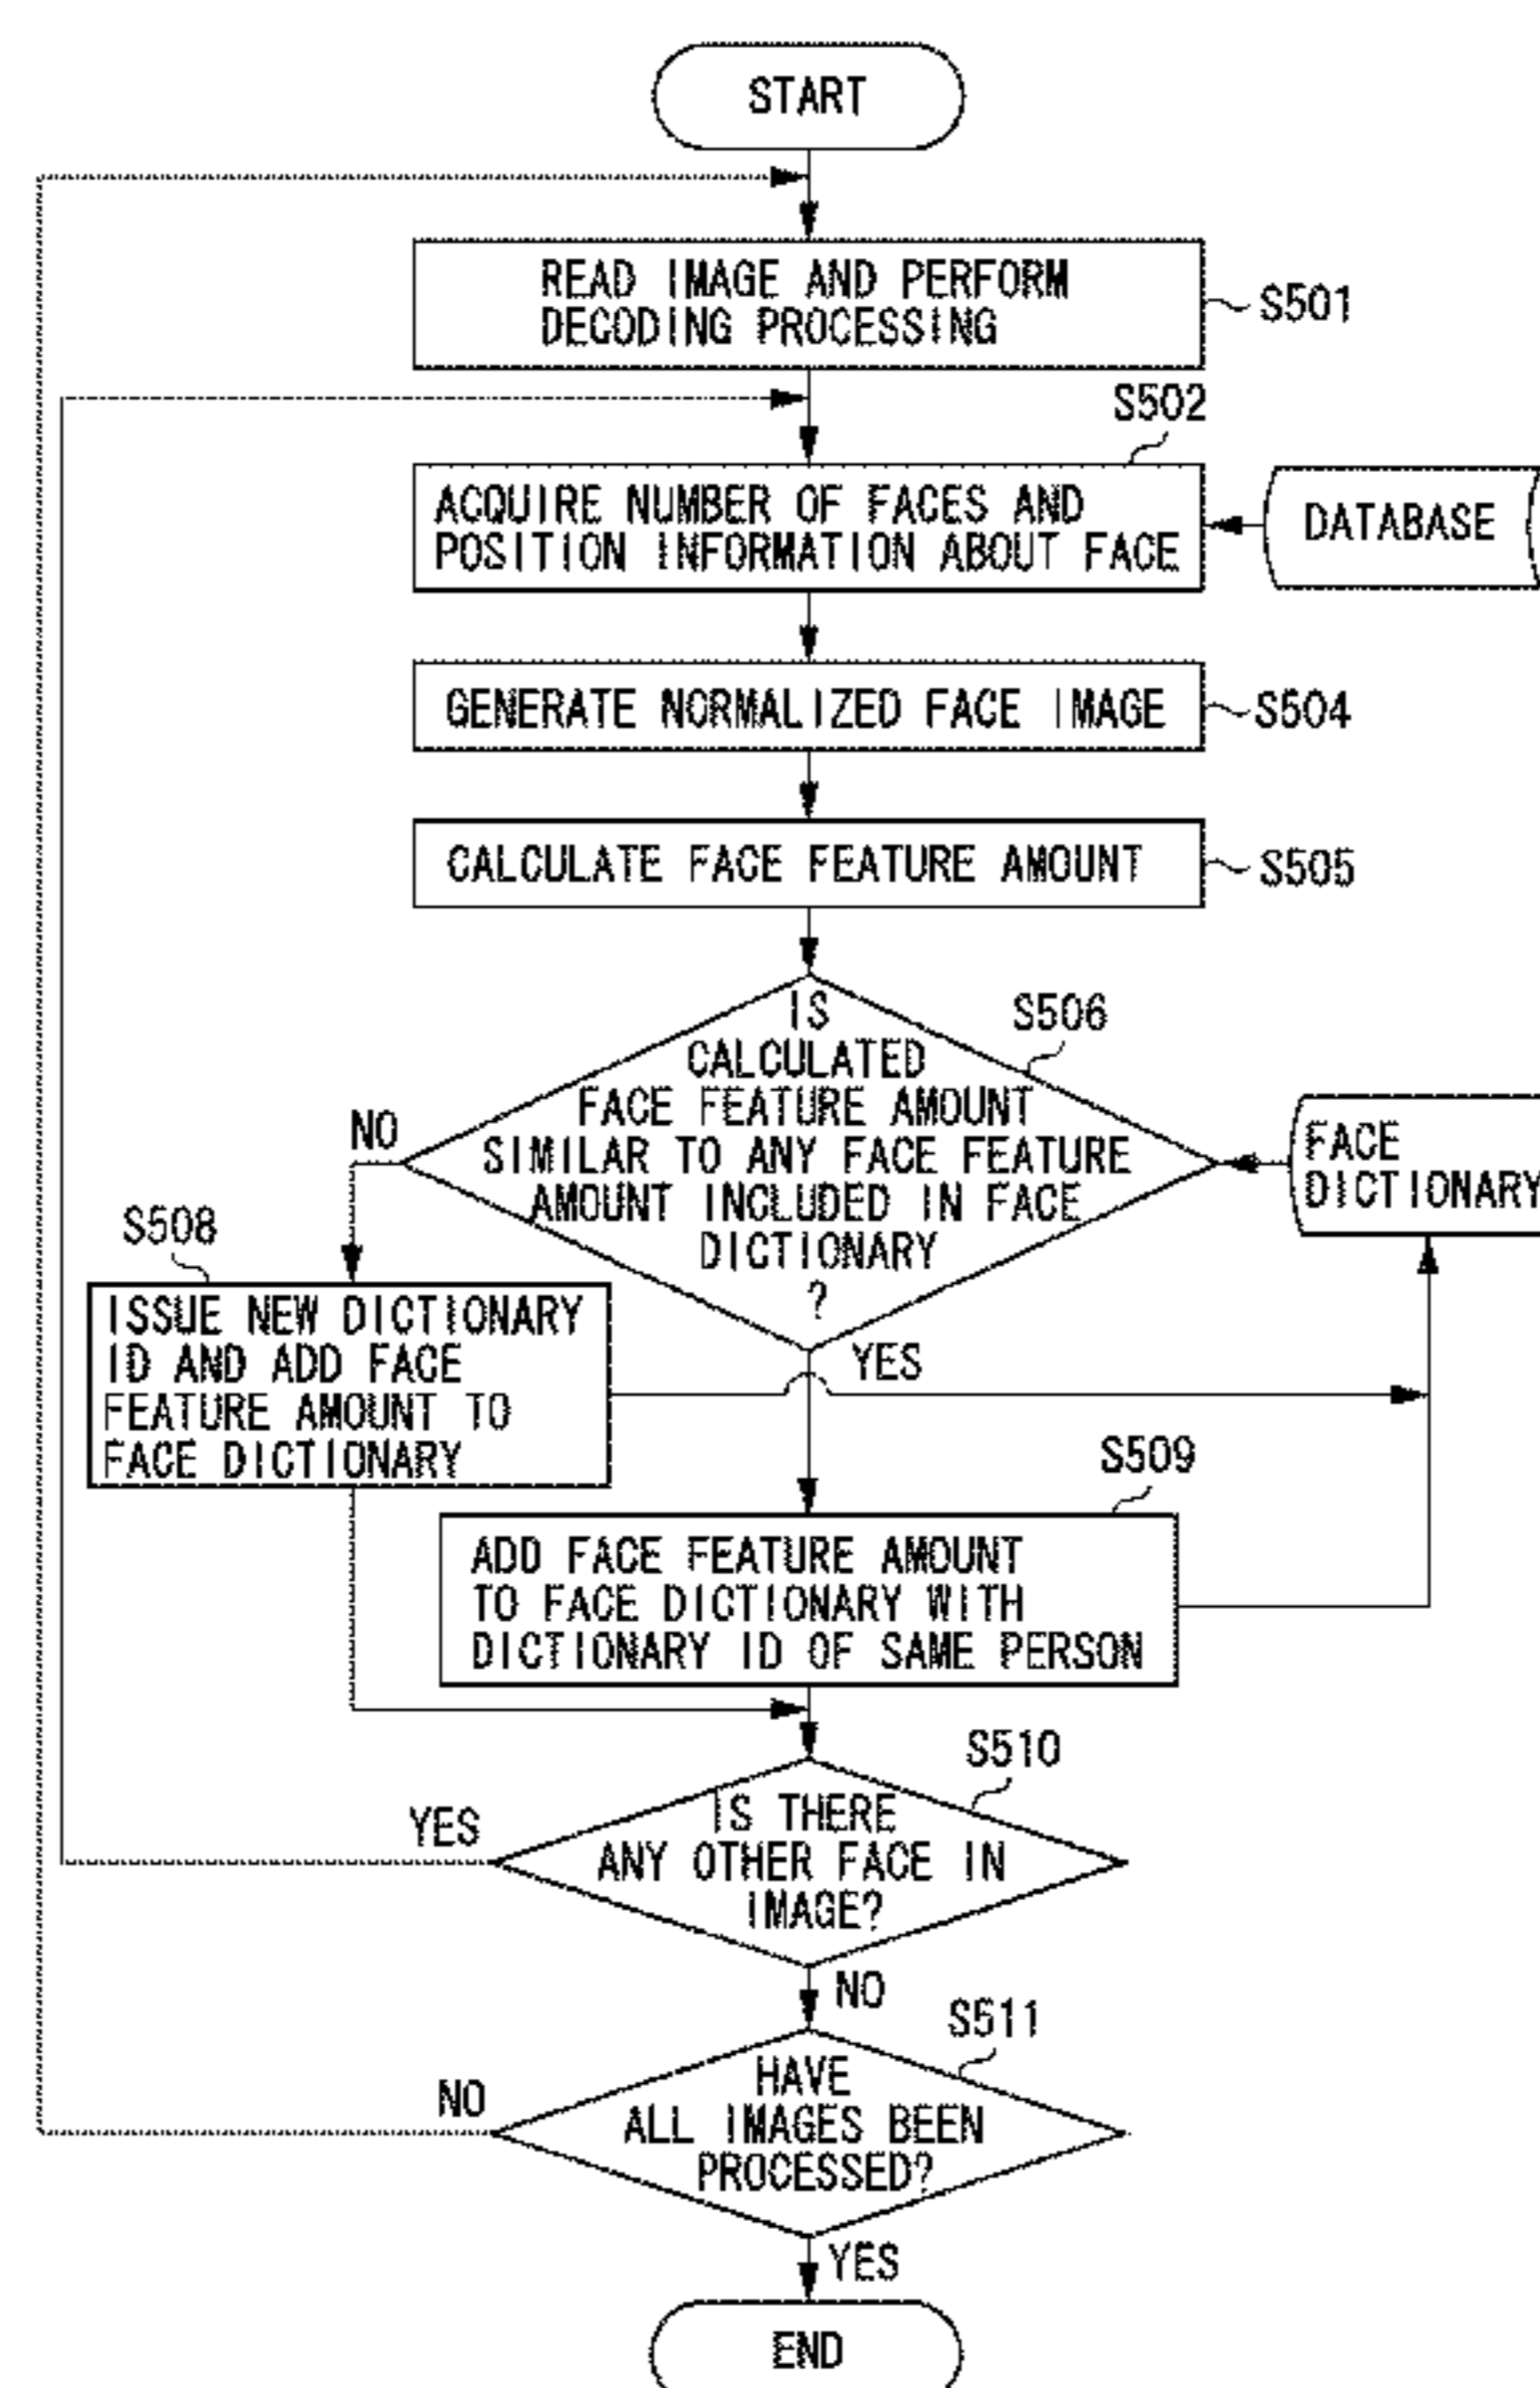 START
READ IMAGE AND PERFORM
DECODING PROCESSING
S501
S502
ACQUIRE NUMBER OF FACES AND
POSITION INFORMATION ABOUT FACE
DATABASE
GENERATE NORMALIZED FACE IMAGE
S504
CALCULATE FACE FEATURE AMOUNT
S505
S506
IS
CALCULATED
FACE FEATURE AMOUNT
SIMILAR TO ANY FACE FEATURE
AMOUNT INCLUDED IN FACE
DICTIONARY
?
NO
YES
FACE
DICTIONARY
S508
ISSUE NEW DICTIONARY
ID AND ADD FACE
FEATURE AMOUNT TO
FACE DICTIONARY
S509
ADD FACE FEATURE AMOUNT
TO FACE DICTIONARY WITH
DICTIONARY ID OF SAME PERSON
S510
YES
IS THERE
ANY OTHER FACE IN
IMAGE?
NO
S511
NO
HAVE
ALL IMAGES BEEN
PROCESSED?
YES
END